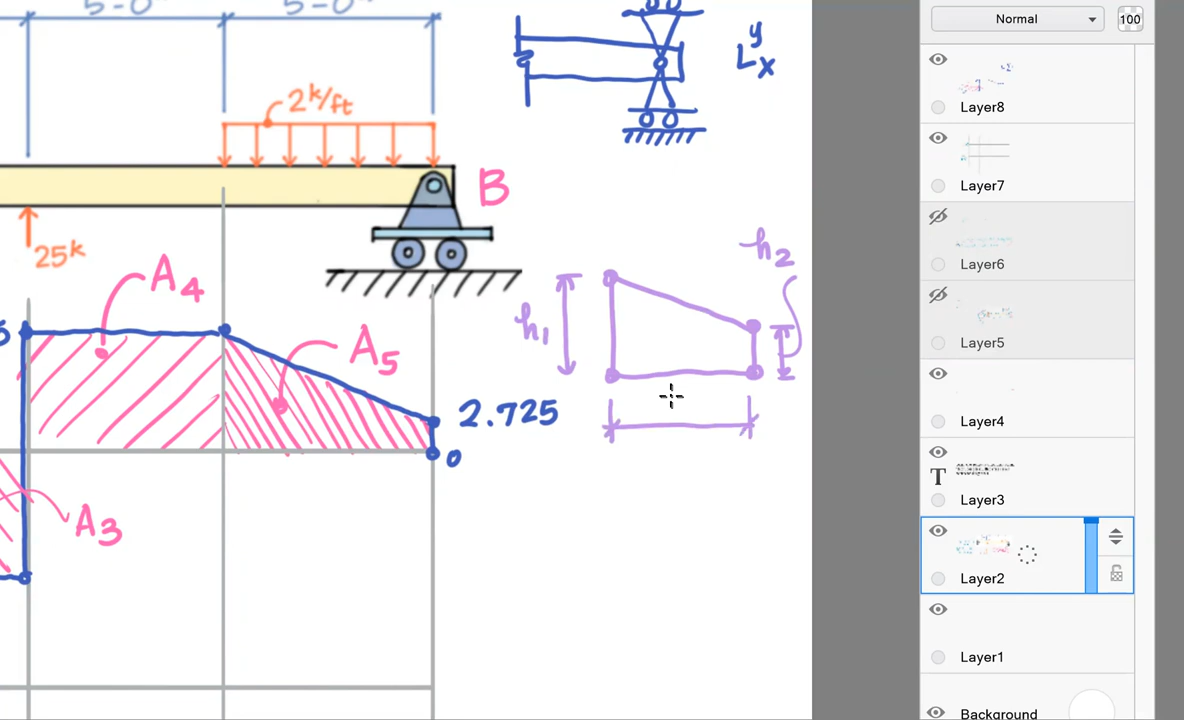 5-0"
5-0"
y
x
2k/ft
B
25k
A4
h2
h1
5
A5
2.725
0
A3
Normal
100
Layer8
Layer7
Layer6
Layer5
Layer4
T
Layer3
Layer2
Layer1
Background